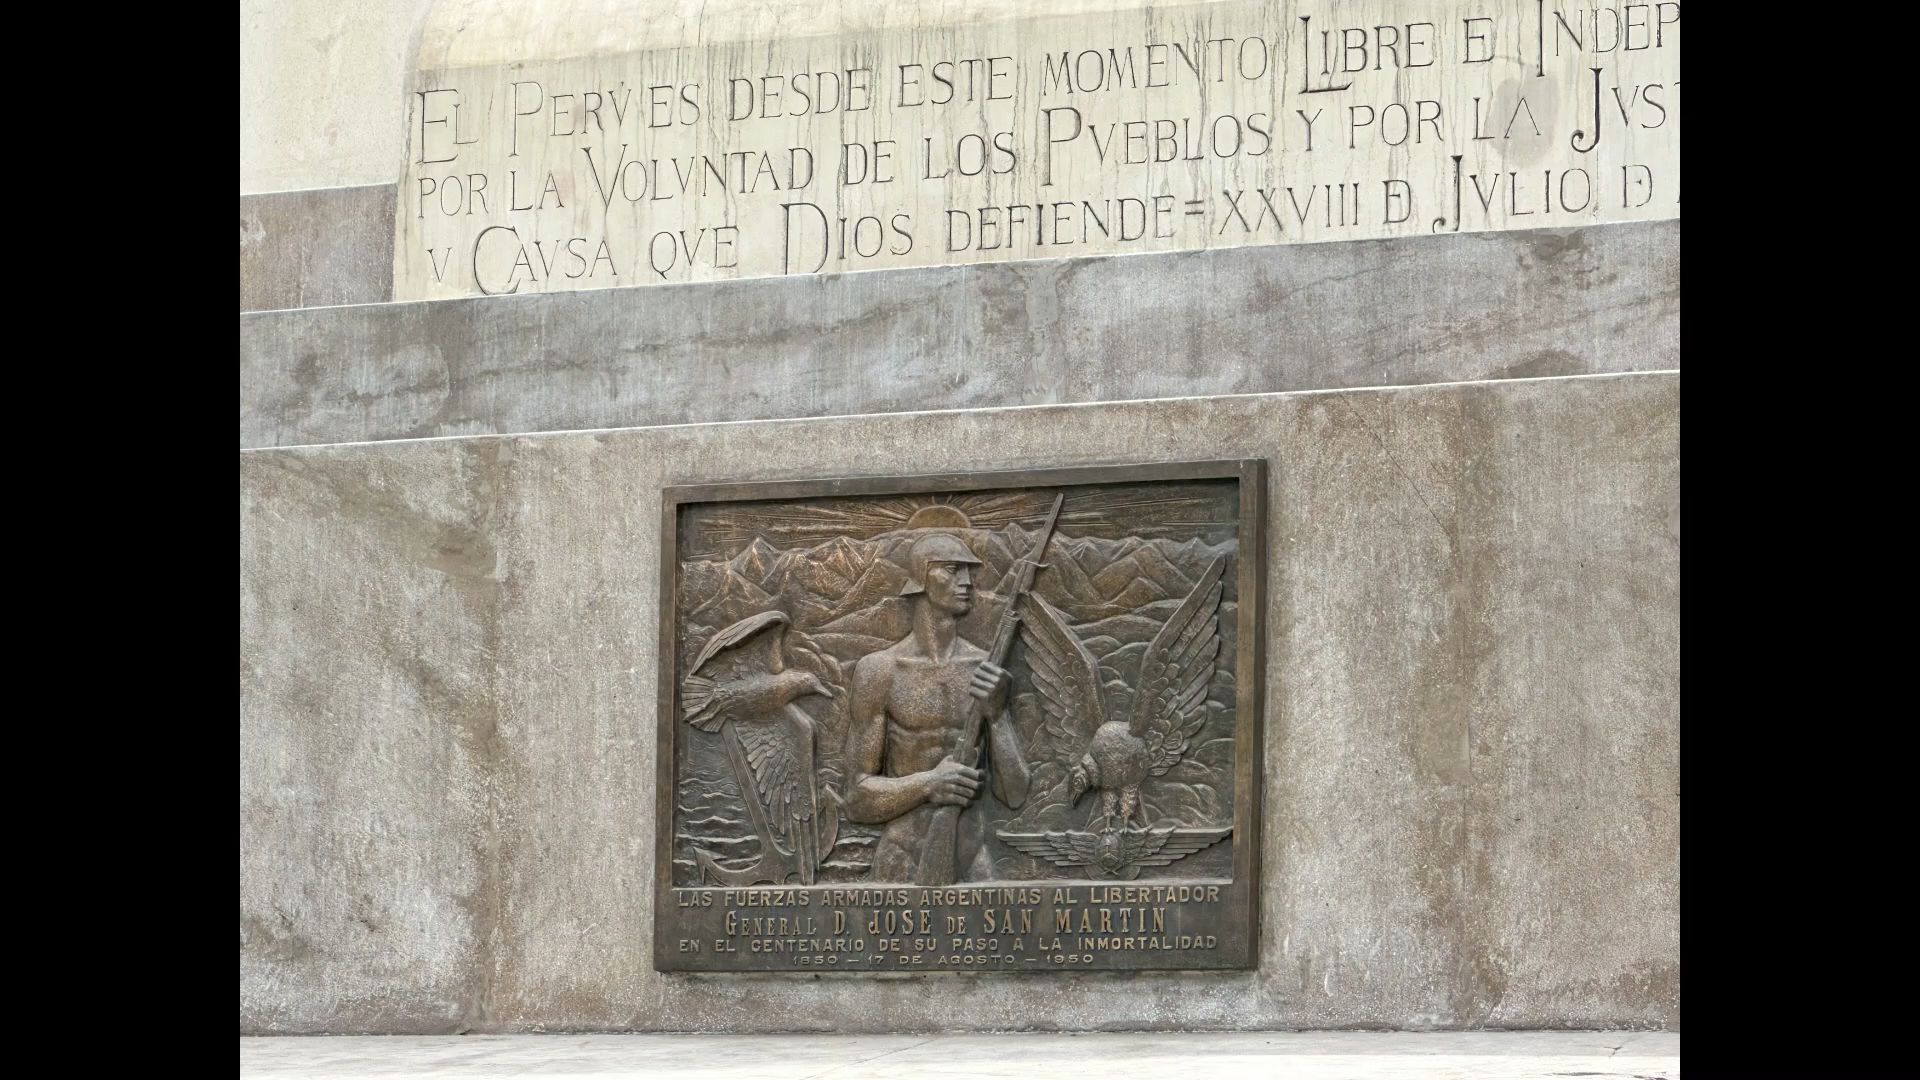 EL PERV ES DESDE ESTE MOMENTO LIBRE E INDEP
POR LA VOLVNTAD DE LOS PVEBLOS Y POR LA JVS
V CAVSA QVE DIOS DEFIENDE=XXVIII D JVLIO D
LAS FUERZAS ARMADAS ARGENTINAS AL LIBERTADOR
GENERAL D. JOSE DE SAN MARTIN
EN EL CENTENARIO DE SU PASO A LA INMORTALIDAD
1850 - 17 DE AGOSTO - 1950